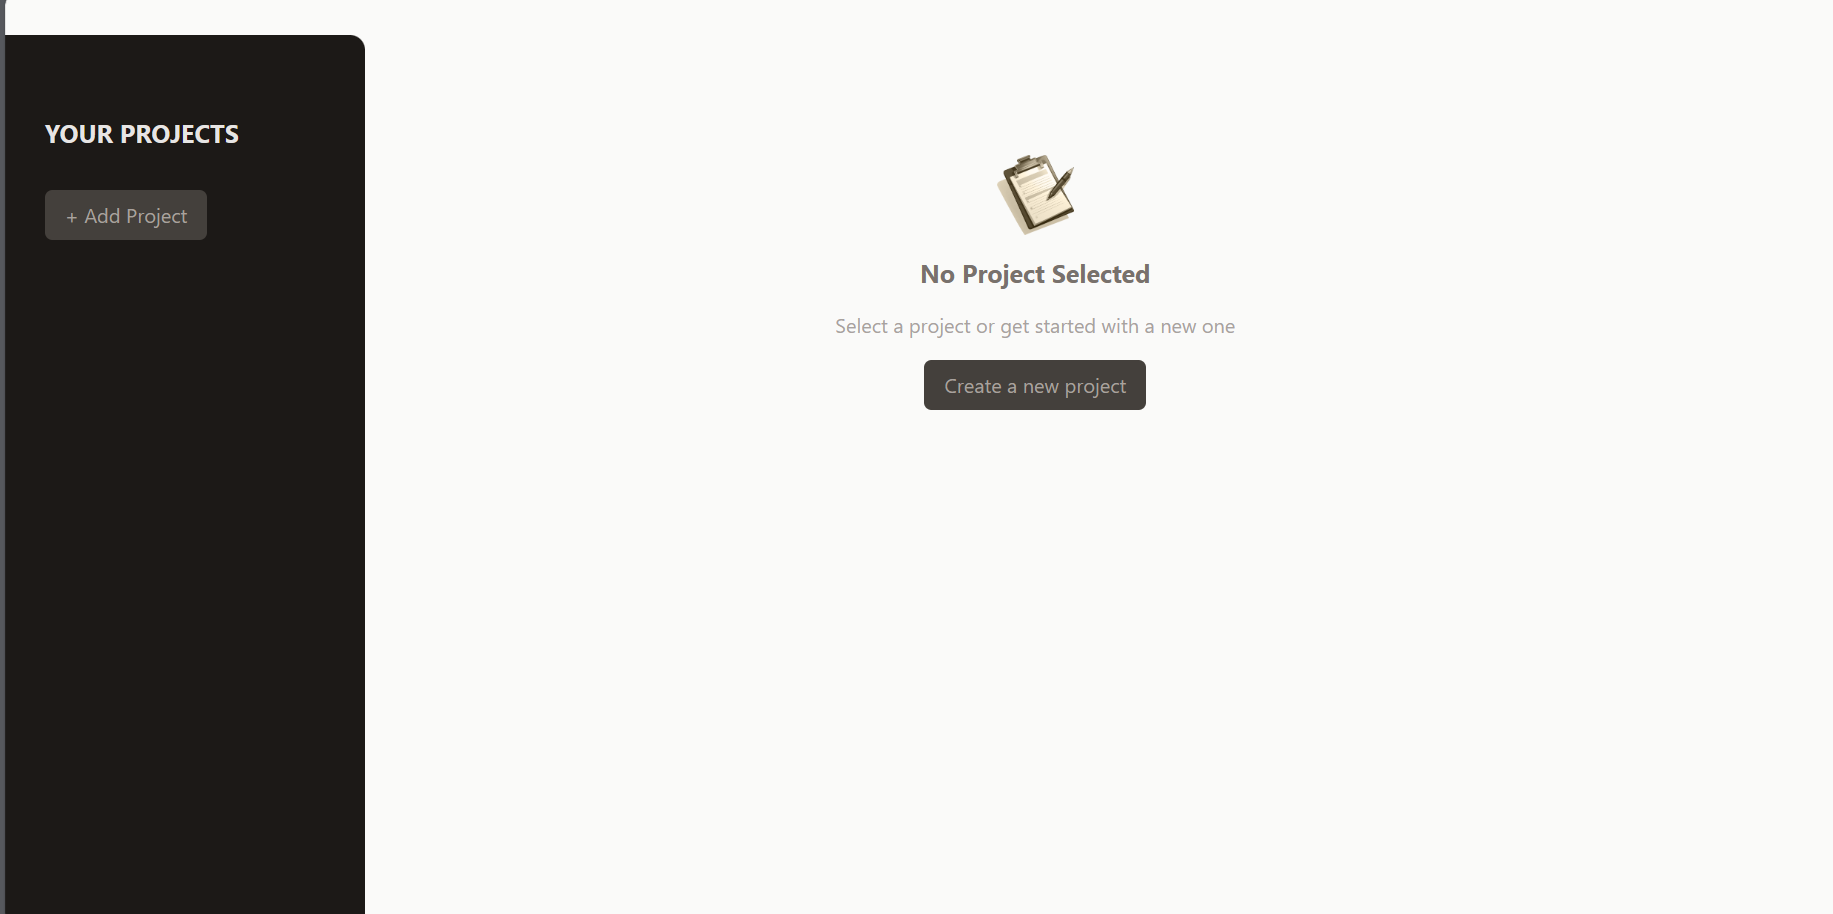 YOUR PROJECTS
+ Add Project
No Project Selected
Select a project or get started with a new one
Create a new project